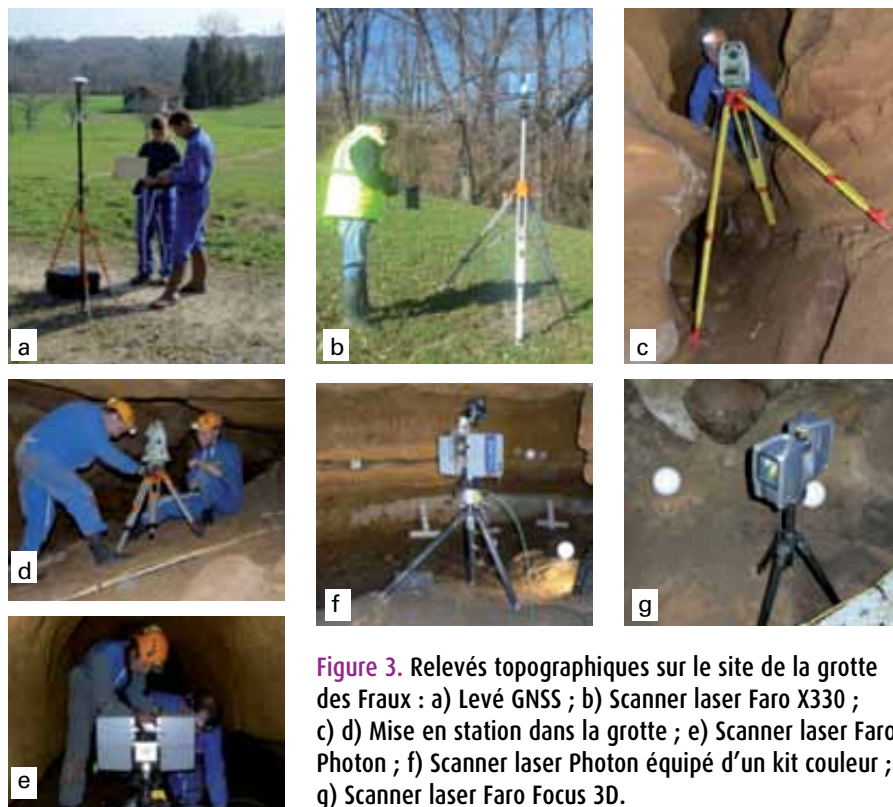 a
b
c
d
f
g
e
Figure 3. Relevés topographiques sur le site de la grotte
des Fraux : a) Levé GNSS ; b) Scanner laser Faro X330 ;
c) d) Mise en station dans la grotte ; e) Scanner laser Faro
Photon ; f) Scanner laser Photon équipé d’un kit couleur ;
g) Scanner laser Faro Focus 3D.